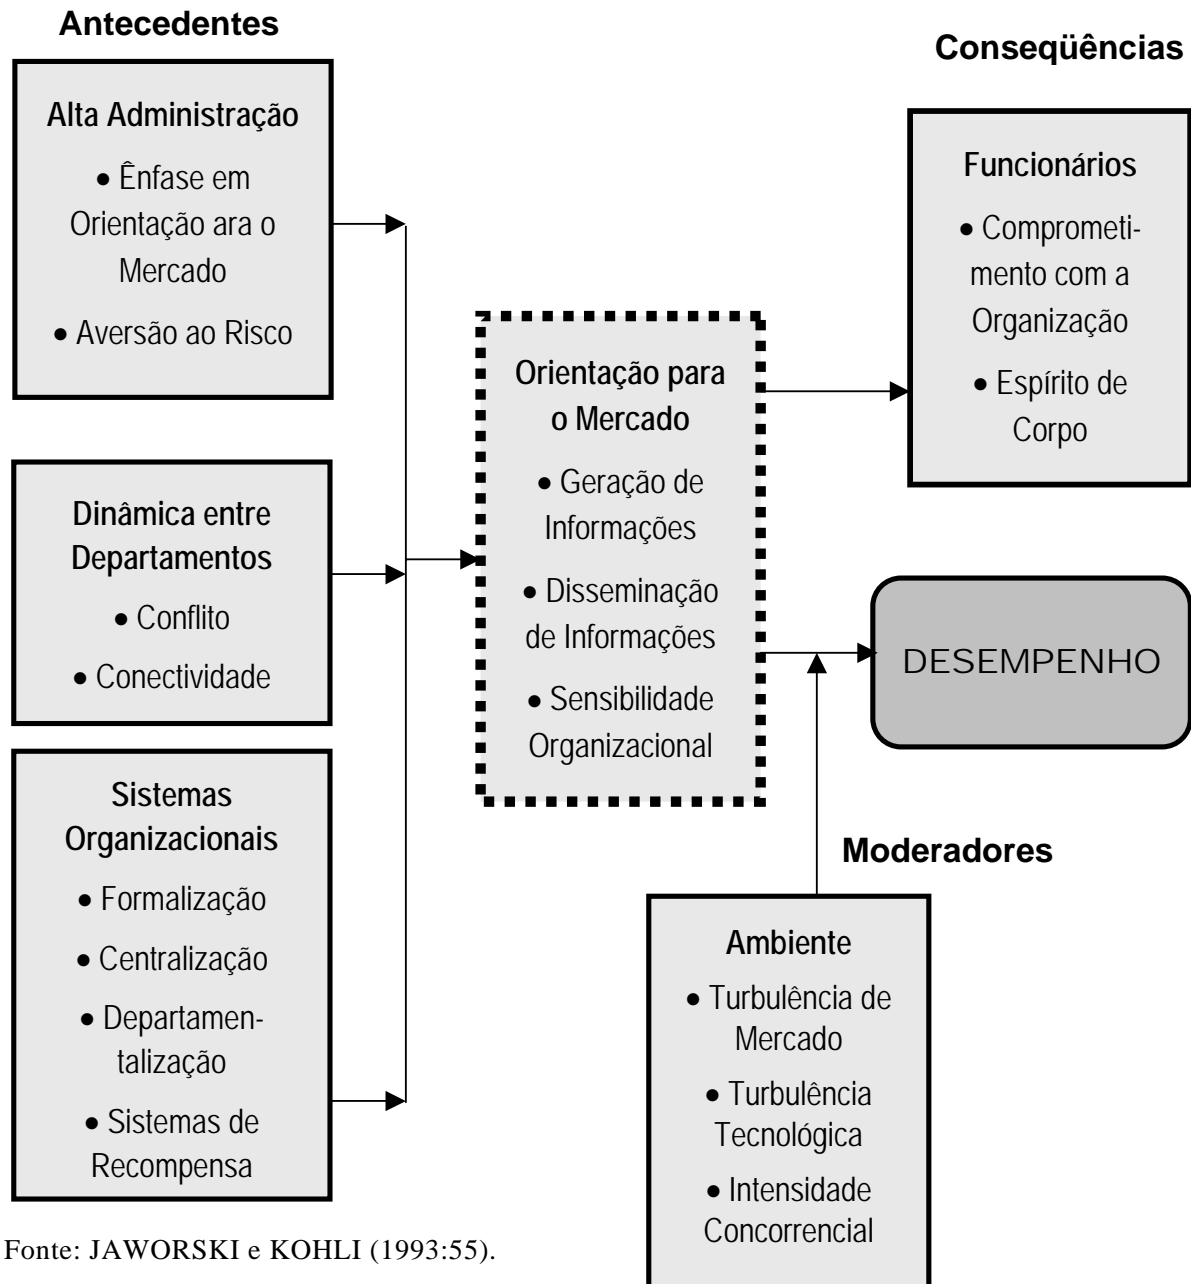 Antecedentes
Alta Administração
• Ênfase em
Orientação ara o
Mercado
• Aversão ao Risco
Dinâmica entre
Departamentos
• Conflito
• Conectividade
Sistemas
Organizacionais
• Formalização
• Centralização
• Departamen-
talização
• Sistemas de
Recompensa
Orientação para
o Mercado
• Geração de
Informações
• Disseminação
de Informações
• Sensibilidade
Organizacional
Conseqüências
Funcionários
• Comprometi-
mento com a
Organização
• Espírito de
Corpo
DESEMPENHO
Moderadores
Ambiente
• Turbulência de
Mercado
• Turbulência
Tecnológica
• Intensidade
Concorrencial
Fonte: JAWORSKI e KOHLI (1993:55).